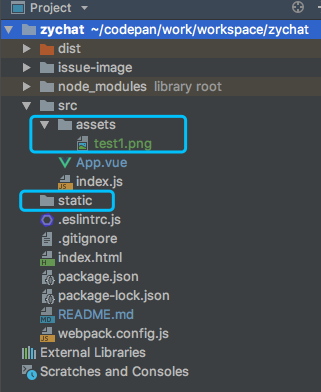 Project
zychat ~/codepan/work/workspace/zychat
dist
issue-image
node_modules library root
src
assets
test1.png
App.vue
index.js
static
.eslintrc.js
.gitignore
index.html
package.json
package-lock.json
README.md
webpack.config.js
External Libraries
Scratches and Consoles